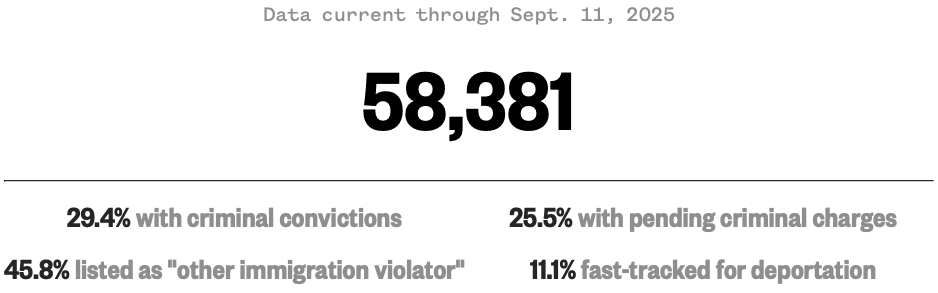 Data current through Sept. 11, 2025
58,381
29.4% with criminal convictions
25.5% with pending criminal charges
45.8% listed as "other immigration violator"
11.1% fast-tracked for deportation